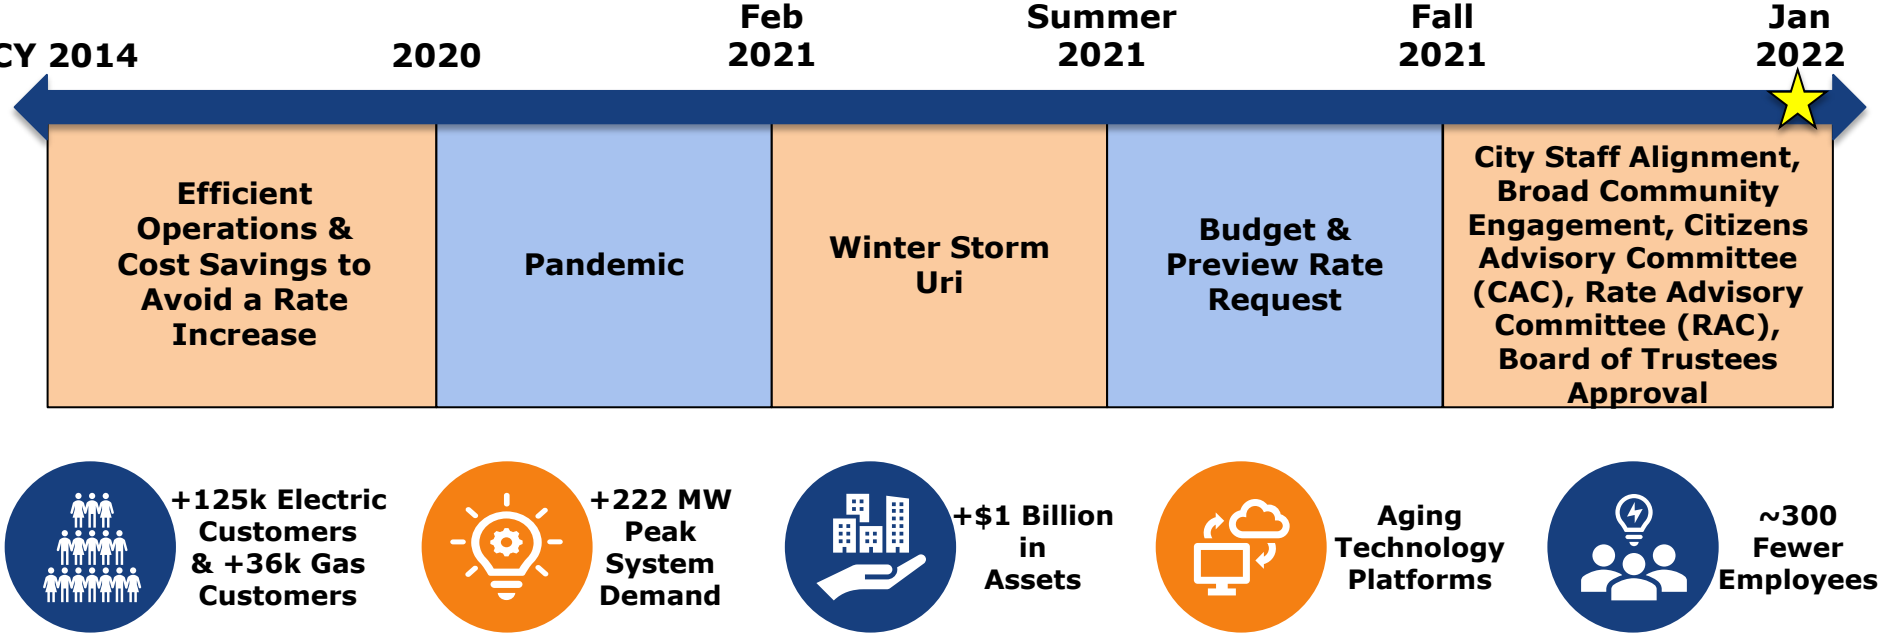 CY 2014
2020
Feb
2021
Summer
2021
Fall
2021
Jan
2022
Efficient
Operations &
Cost Savings to
Avoid a Rate
Increase
Pandemic
Winter Storm
Uri
Budget &
Preview Rate
Request
City Staff Alignment,
Broad Community
Engagement, Citizens
Advisory Committee
(CAC), Rate Advisory
Committee (RAC),
Board of Trustees
Approval
+125k Electric
Customers
& +36k Gas
Customers
+222 MW
Peak
System
Demand
+$1 Billion
in
Assets
Aging
Technology
Platforms
~300
Fewer
Employees